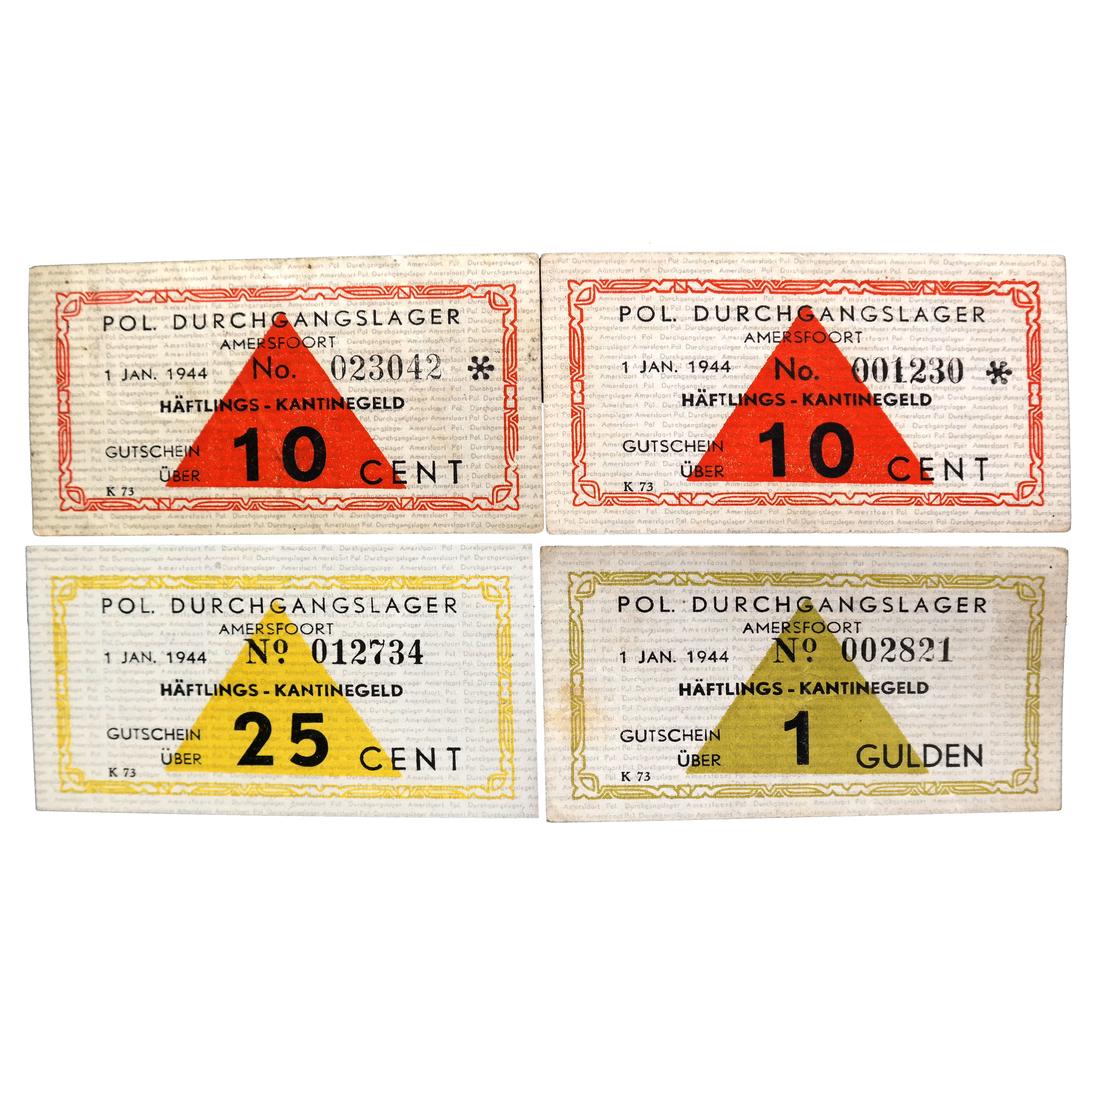 POL. DURCHGANGSLAGER
AMERSFOORT
1 JAN. 1944 No. 023042 *
HÄFTLINGS - KANTINEGELD
GUTSCHEIN
ÜBER 10 CENT
K 73
POL. DURCHGANGSLAGER
AMERSFOORT
1 JAN. 1944 No. 001230 *
HÄFTLINGS - KANTINEGELD
GUTSCHEIN
ÜBER 10 CENT
K 73
POL. DURCHGANGSLAGER
AMERSFOORT
1 JAN. 1944 Nº 012734
HÄFTLINGS - KANTINEGELD
GUTSCHEIN
ÜBER 25 CENT
K 73
POL. DURCHGANGSLAGER
AMERSFOORT
1 JAN. 1944 Nº 002821
HÄFTLINGS - KANTINEGELD
GUTSCHEIN
ÜBER 1 GULDEN
K 73